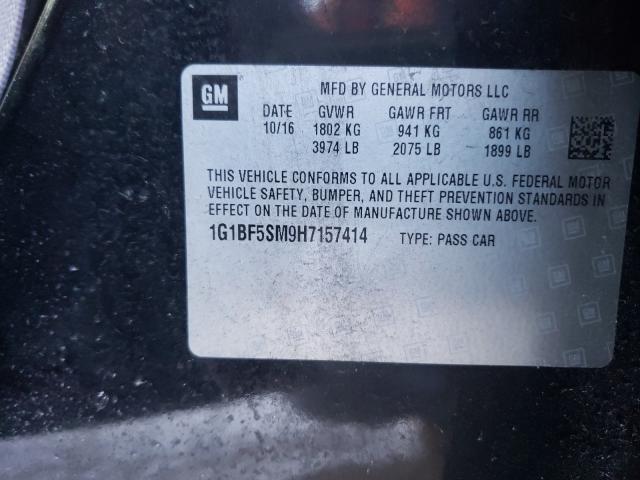 GM
MFD BY GENERAL MOTORS LLC
DATE GVWR GAWR FRT GAWR RR
10/16 1802 KG 941 KG 861 KG
3974 LB 2075 LB 1899 LB
THIS VEHICLE CONFORMS TO ALL APPLICABLE U.S. FEDERAL MOTOR
VEHICLE SAFETY, BUMPER, AND THEFT PREVENTION STANDARDS IN
EFFECT ON THE DATE OF MANUFACTURE SHOWN ABOVE.
1G1BF5SM9H7157414 TYPE: PASS CAR